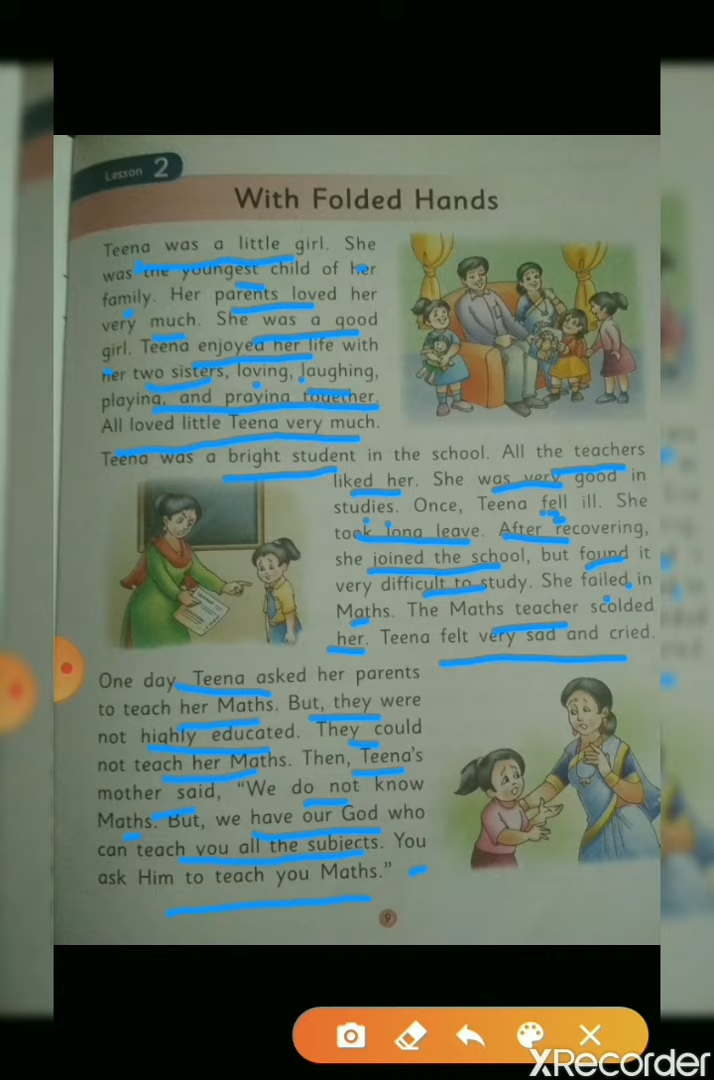 Lesson 2
With Folded Hands
Teena was a little girl. She
was the youngest child of her
family. Her parents loved her
very much. She was a good
girl. Teena enjoyed her life with
her two sisters, loving, laughing,
playing, and praying together.
All loved little Teena very much.
Teena was a bright student in the school. All the teachers
liked her. She was very good in
studies. Once, Teena fell ill. She
took long leave. After recovering,
she joined the school, but found it
very difficult to study. She failed in
Maths. The Maths teacher scolded
her. Teena felt very sad and cried.
One day Teena asked her parents
to teach her Maths. But, they were
not highly educated. They could
not teach her Maths. Then, Teena's
mother said, "We do not know
Maths. But, we have our God who
can teach you all the subjects. You
ask Him to teach you Maths."
9
XRecorder